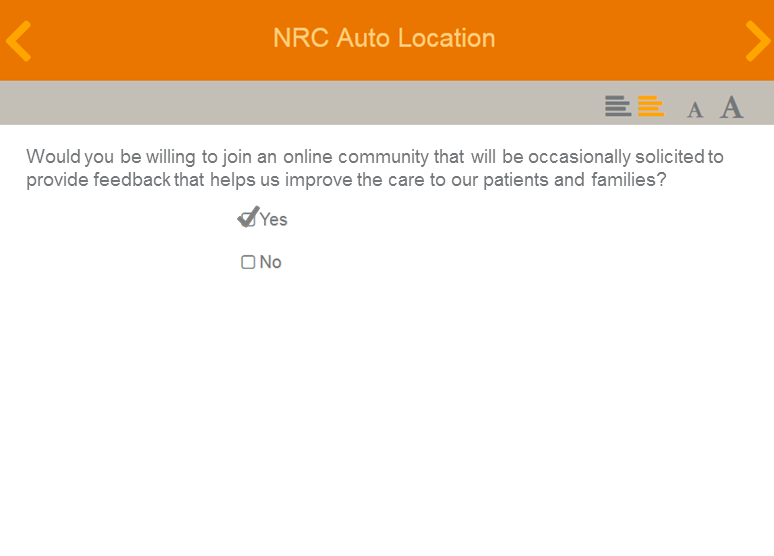 NRC Auto Location
A A
Would you be willing to join an online community that will be occasionally solicited to
provide feedback that helps us improve the care to our patients and families?
Yes
No